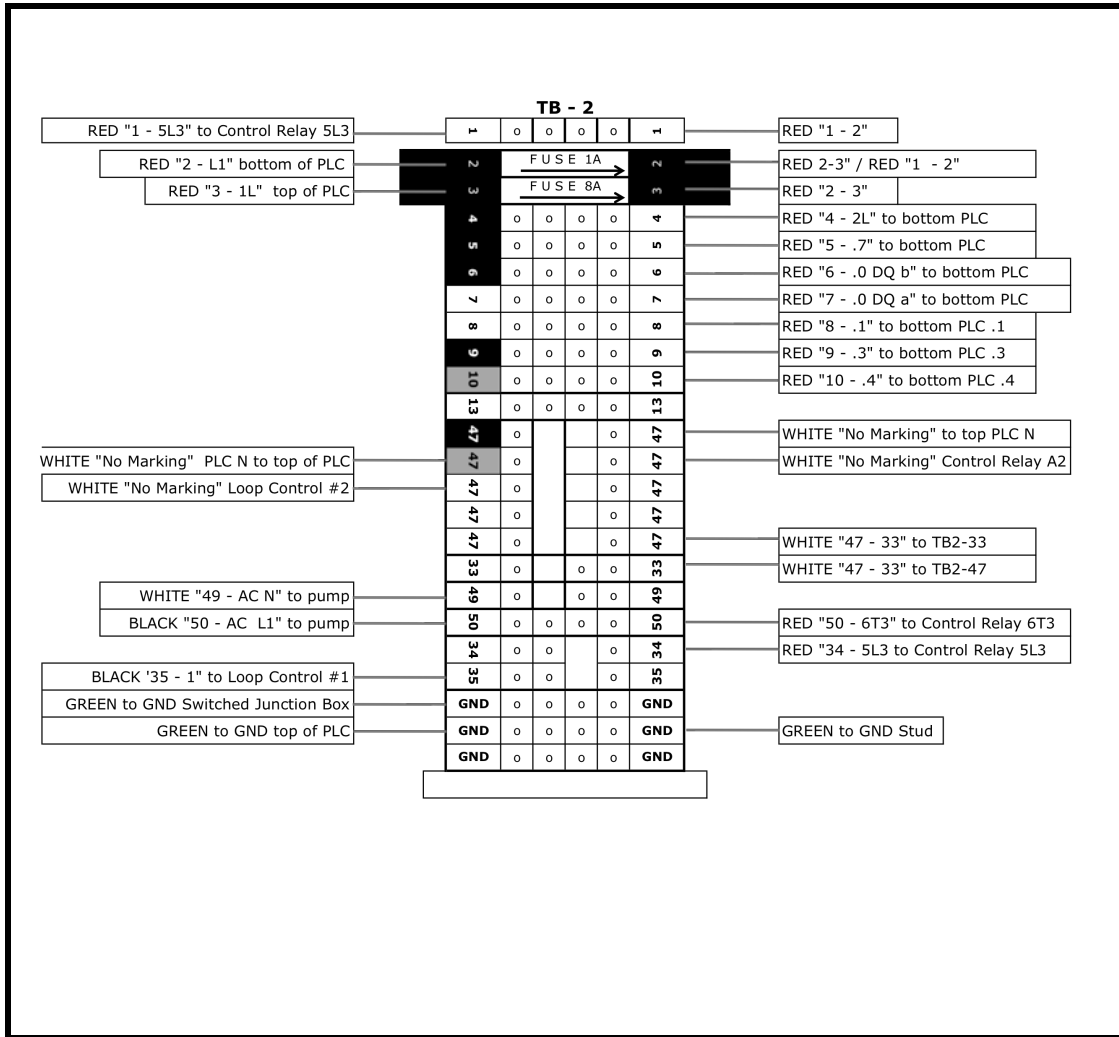 TB - 2
RED "1 - 5L3" to Control Relay 5L3 1 o o o o 1 RED "1 - 2"
RED "2 - L1" bottom of PLC 2 FUSE 1A 2 RED 2-3" / RED "1 - 2"
RED "3 - 1L" top of PLC 3 FUSE 8A 3 RED "2 - 3"
4 o o o o 4 RED "4 - 2L" to bottom PLC
5 o o o o 5 RED "5 - .7" to bottom PLC
6 o o o o 6 RED "6 - .0 DQ b" to bottom PLC
7 o o o o 7 RED "7 - .0 DQ a" to bottom PLC
8 o o o o 8 RED "8 - .1" to bottom PLC .1
9 o o o o 9 RED "9 - .3" to bottom PLC .3
10 o o o o 10 RED "10 - .4" to bottom PLC .4
13 o o o o 13
47 o o 47 WHITE "No Marking" to top PLC N
WHITE "No Marking" PLC N to top of PLC 47 o o 47 WHITE "No Marking" Control Relay A2
WHITE "No Marking" Loop Control #2 47 o o 47
47 o o 47
47 o o 47 WHITE "47 - 33" to TB2-33
33 o o o 33 WHITE "47 - 33" to TB2-47
WHITE "49 - AC N" to pump 49 o o o 49
BLACK "50 - AC L1" to pump 50 o o o o 50 RED "50 - 6T3" to Control Relay 6T3
34 o o o 34 RED "34 - 5L3 to Control Relay 5L3
BLACK '35 - 1" to Loop Control #1 35 o o o 35
GREEN to GND Switched Junction Box GND o o o o GND
GREEN to GND top of PLC GND o o o o GND GREEN to GND Stud
GND o o o o GND